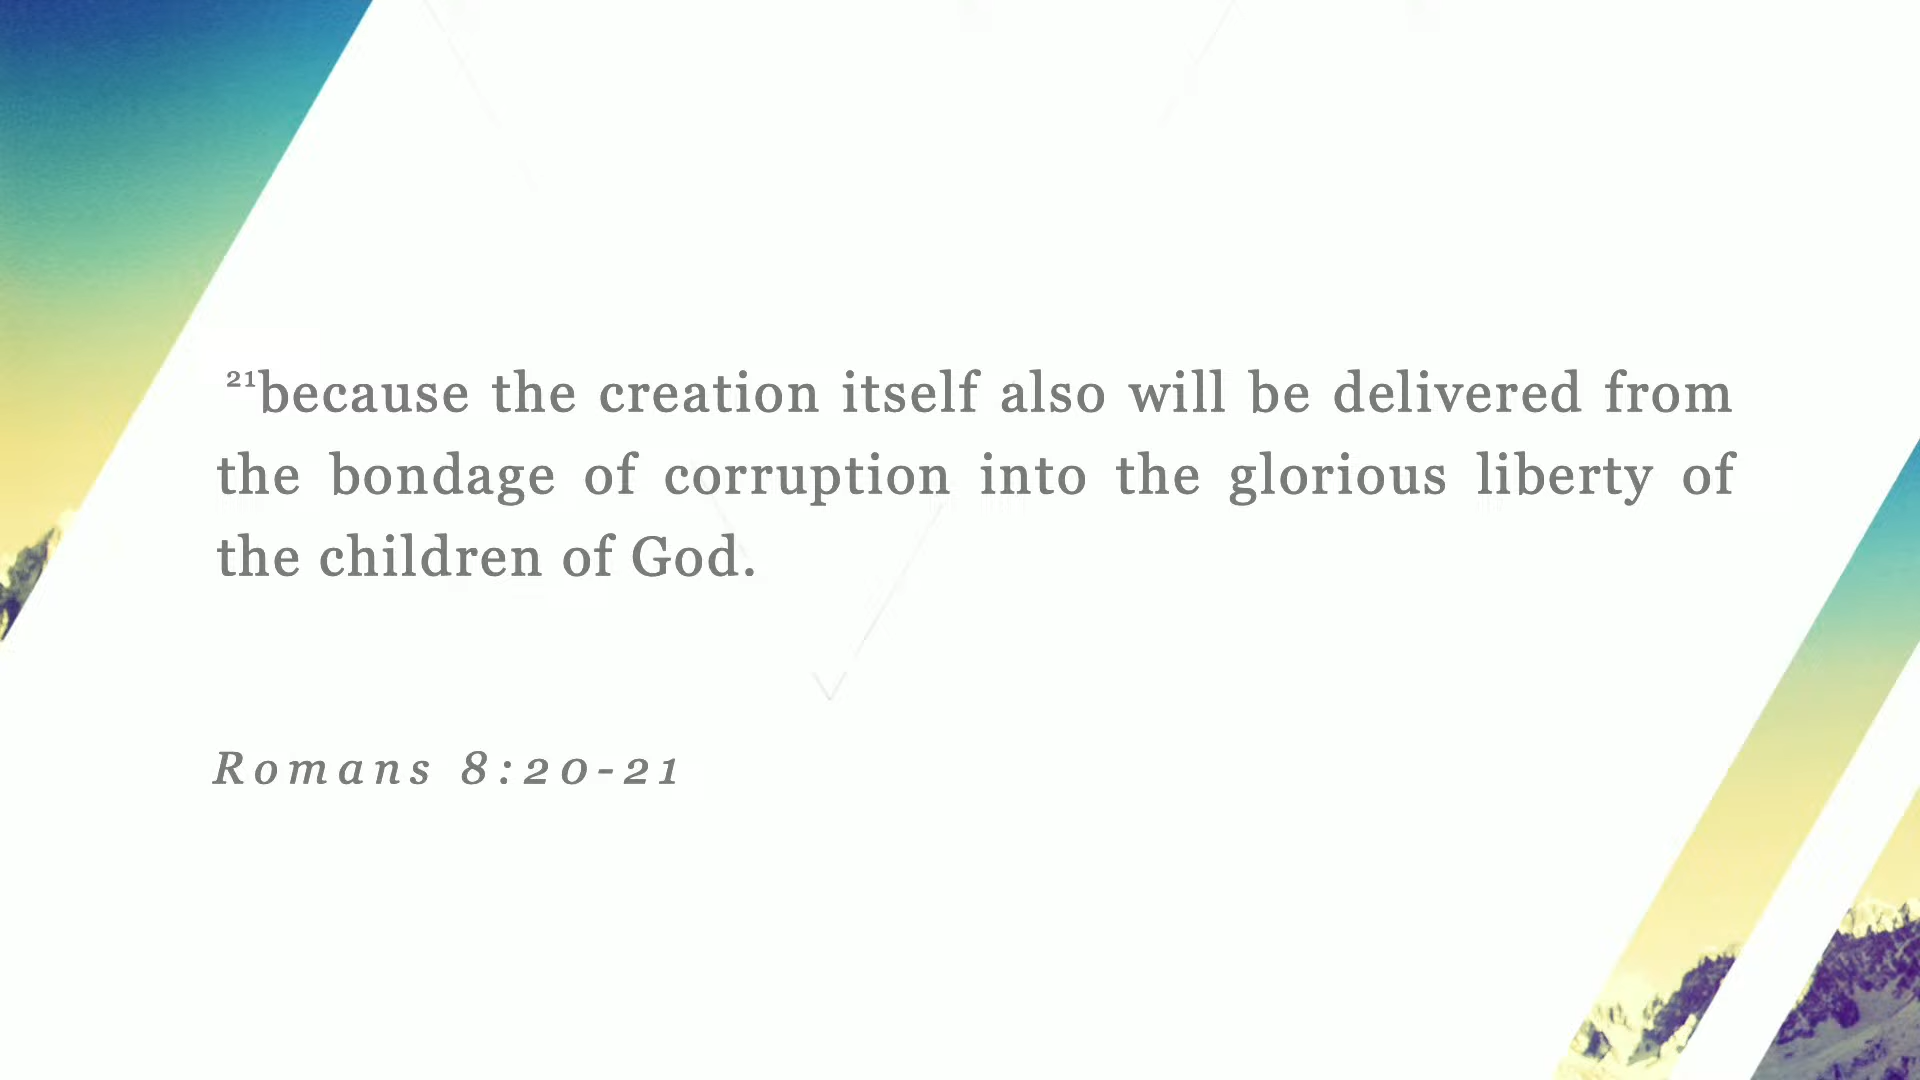 ²¹because the creation itself also will be delivered from
the bondage of corruption into the glorious liberty of
the children of God.
Romans 8:20-21